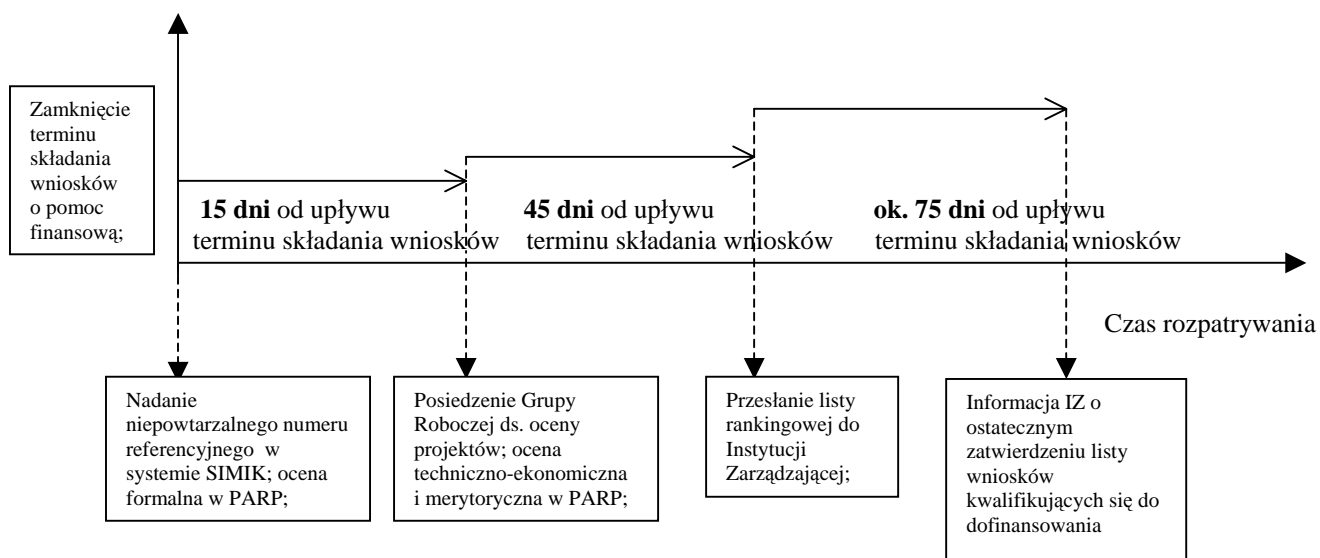 Zamknięcie
terminu
składania
wniosków
o pomoc
finansową;
15 dni od upływu
terminu składania wniosków
45 dni od upływu
terminu składania wniosków
ok. 75 dni od upływu
terminu składania wniosków
Czas rozpatrywania
Nadanie
niepowtarzalnego numeru
referencyjnego w
systemie SIMIK; ocena
formalna w PARP;
Posiedzenie Grupy
Roboczej ds. oceny
projektów; ocena
techniczno-ekonomiczna
i merytoryczna w PARP;
Przesłanie listy
rankingowej do
Instytucji
Zarządzającej;
Informacja IZ o
ostatecznym
zatwierdzeniu listy
wniosków
kwalifikujących się do
dofinansowania